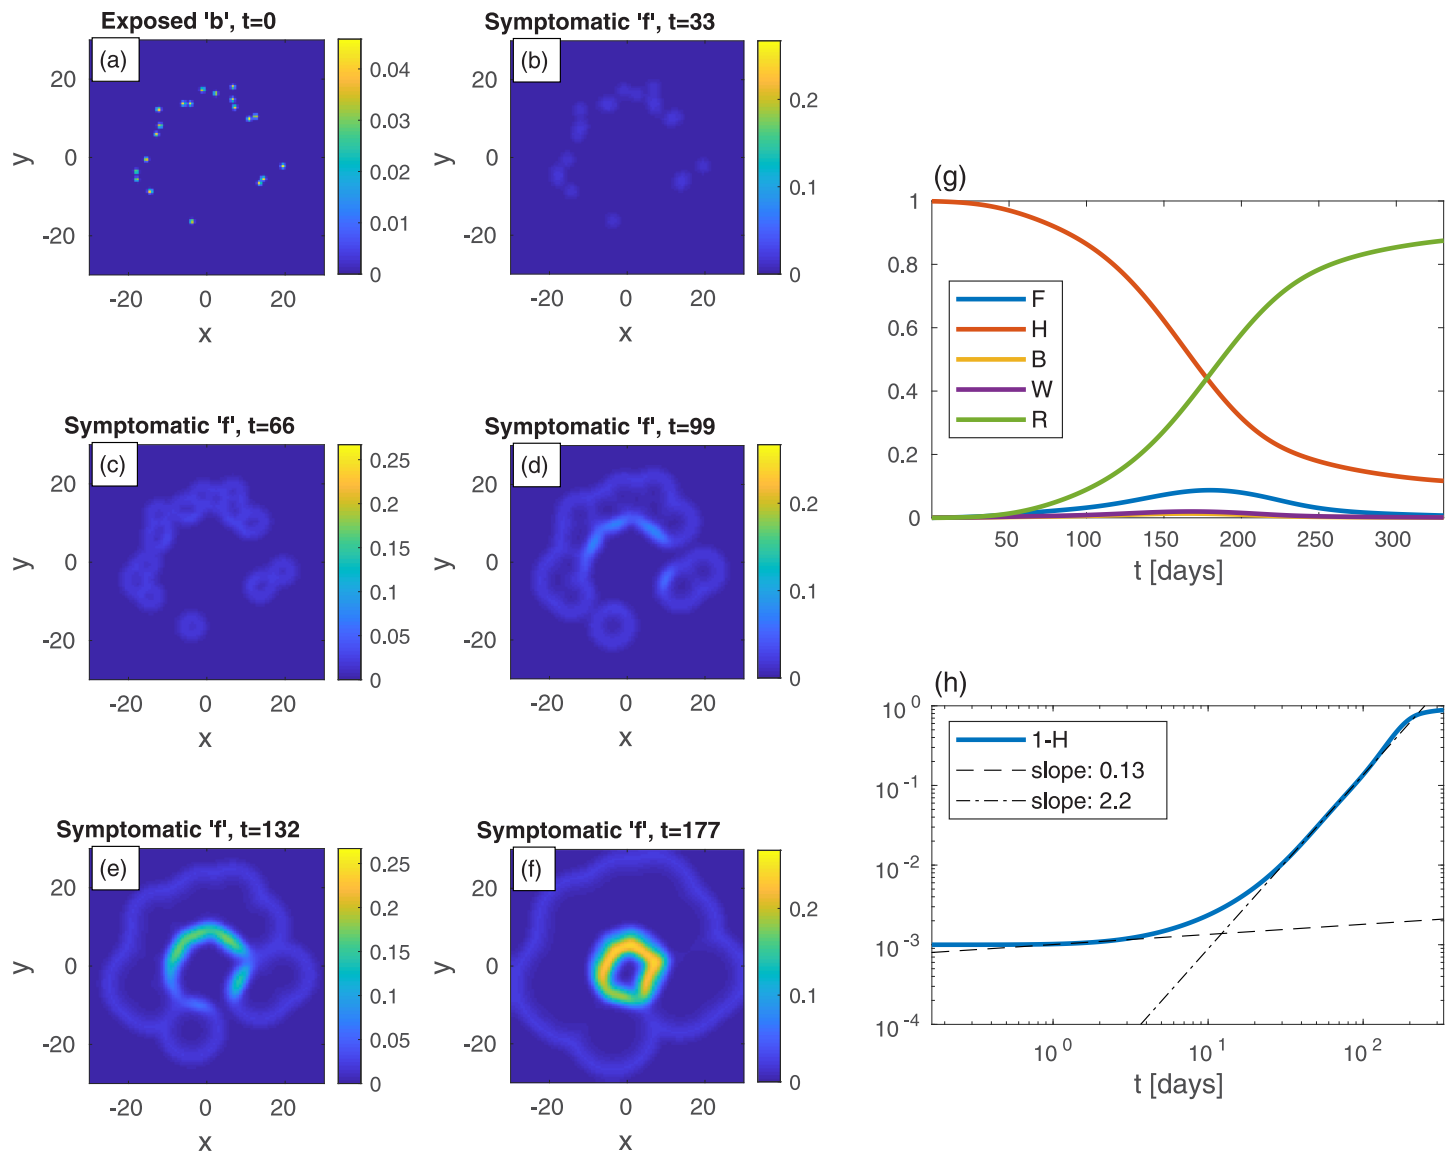 Exposed 'b', t=0
(a)
20
0
-20
y
-20 0 20
x
0.04
0.03
0.02
0.01
0
Symptomatic 'f', t=33
(b)
20
0
-20
y
-20 0 20
x
0.2
0.1
0
Symptomatic 'f', t=66
(c)
20
0
-20
y
-20 0 20
x
0.25
0.2
0.15
0.1
0.05
0
Symptomatic 'f', t=99
(d)
20
0
-20
y
-20 0 20
x
0.2
0.1
0
Symptomatic 'f', t=132
(e)
20
0
-20
y
-20 0 20
x
0.25
0.2
0.15
0.1
0.05
0
Symptomatic 'f', t=177
(f)
20
0
-20
y
-20 0 20
x
0.2
0.1
0
(g)
1
0.8
0.6
0.4
0.2
0
F
H
B
W
R
50 100 150 200 250 300
t [days]
(h)
10^0
10^-1
10^-2
10^-3
10^-4
1-H
slope: 0.13
slope: 2.2
10^0 10^1 10^2
t [days]